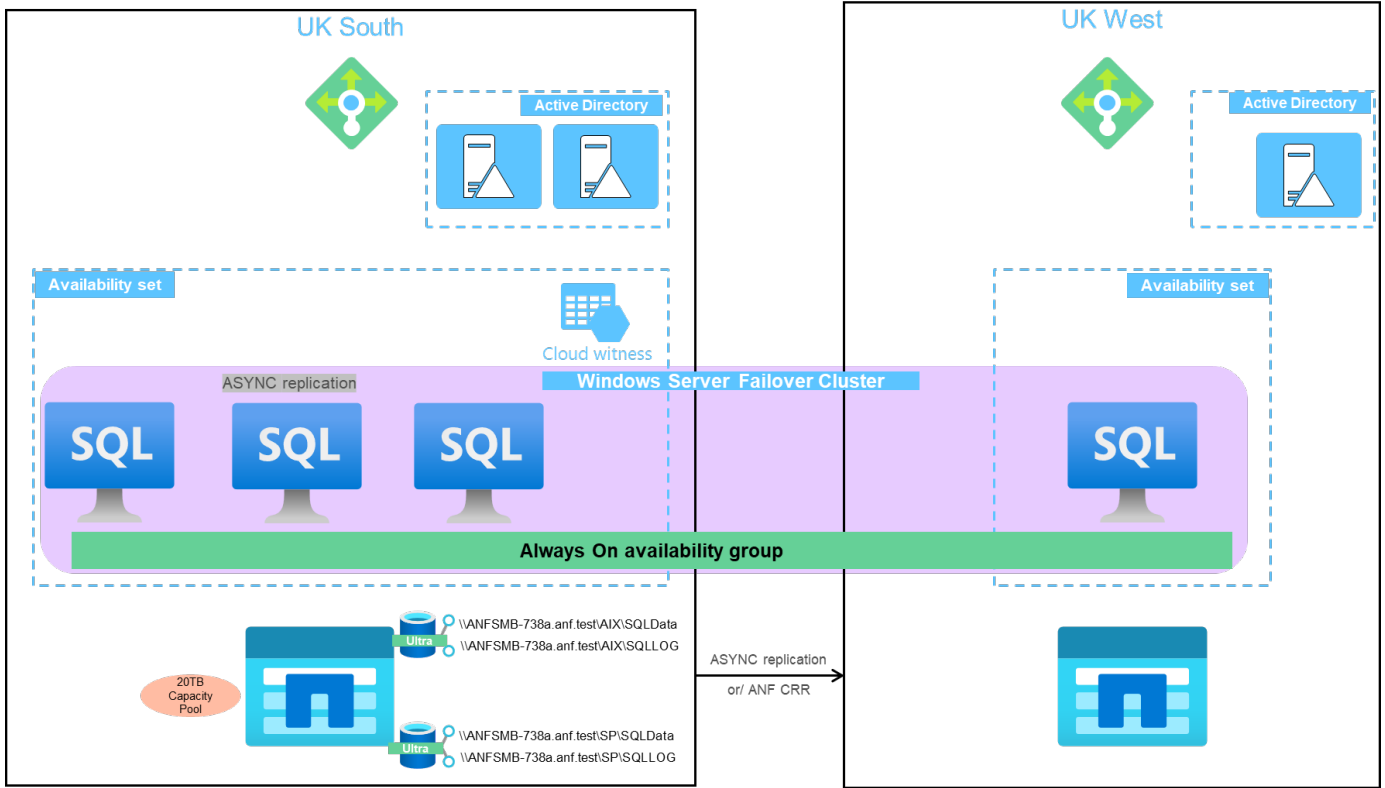 UK South
UK West
Active Directory
Active Directory
Availability set
Availability set
Cloud witness
ASYNC replication
Windows Server Failover Cluster
SQL
SQL
SQL
SQL
Always On availability group
20TB
Capacity
Pool
Ultra
\\ANFSMB-738a.anf.test\AIX\SQLData
\\ANFSMB-738a.anf.test\AIX\SQLLOG
Ultra
\\ANFSMB-738a.anf.test\SP\SQLData
\\ANFSMB-738a.anf.test\SP\SQLLOG
ASYNC replication
or/ ANF CRR